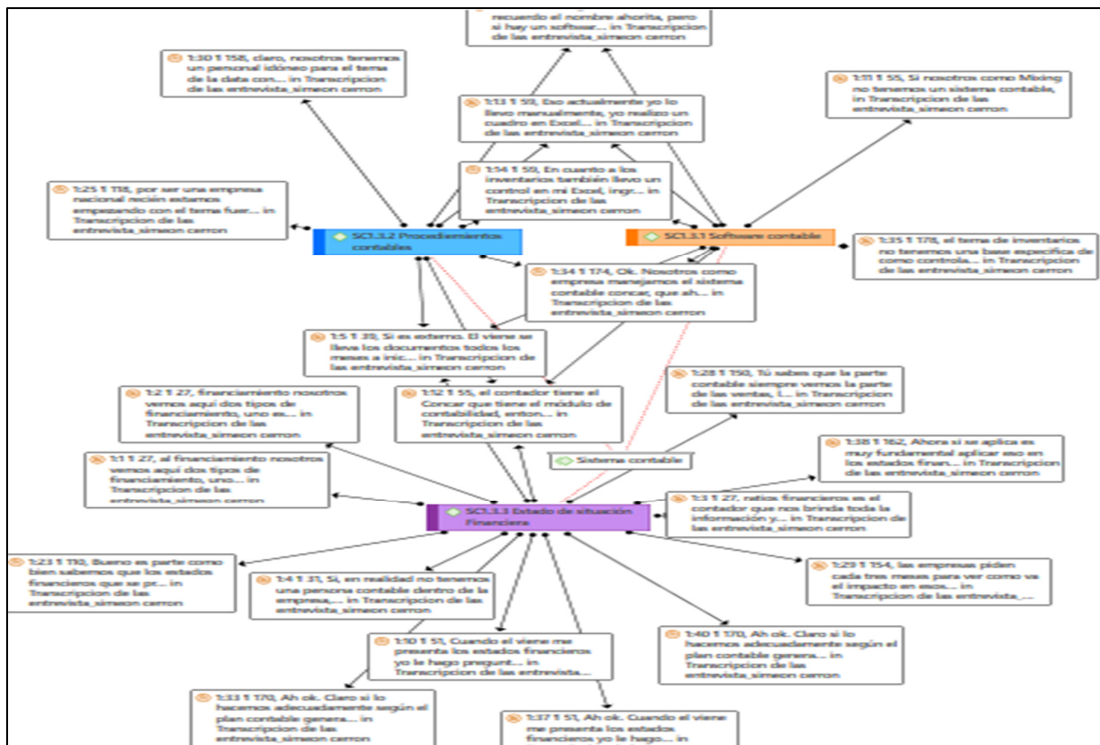 recuerdo el nombre ahorita, pero
si hay un softwar... in Transcripcion
de las entrevista_simeon cerron
1:30 ¶ 158, claro, nosotros tenemos
un personal idóneo para el tema
de la data con... in Transcripcion
de las entrevista_simeon cerron
1:13 ¶ 59, Eso actualmente yo lo
llevo manualmente, yo realizo un
cuadro en Excel... in Transcripcion
de las entrevista_simeon cerron
1:11 ¶ 55, Si nosotros como Mixing
no tenemos un sistema contable,
in Transcripcion de las
entrevista_simeon cerron
1:14 ¶ 59, En cuanto a los
inventarios también llevo un
control en mi Excel, ingr... in
Transcripcion de las
entrevista_simeon cerron
1:25 ¶ 118, por ser una empresa
nacional recién estamos
empezando con el tema fuer... in
Transcripcion de las
entrevista_simeon cerron
SC1.3.2 Procedimientos
contables
SC1.3.1 Software contable
1:35 ¶ 178, el tema de inventarios
no tenemos una base específica de
como controla... in Transcripcion
de las entrevista_simeon cerron
1:34 ¶ 174, Ok. Nosotros como
empresa manejamos el sistema
contable concar, que ah... in
Transcripcion de las
entrevista_simeon cerron
1:5 ¶ 39, Si es externo. El viene se
lleva los documentos todos los
meses a inic... in Transcripcion de
las entrevista_simeon cerron
1:2 ¶ 27, financiamiento nosotros
vemos aquí dos tipos de
financiamiento, uno es... in
Transcripcion de las
entrevista_simeon cerron
1:12 ¶ 55, el contador tiene el
Concar que tiene el módulo de
contabilidad, enton... in
Transcripcion de las
entrevista_simeon cerron
1:28 ¶ 150, Tú sabes que la parte
contable siempre vemos la parte
de las ventas, l... in Transcripcion
de las entrevista_simeon cerron
1:1 ¶ 27, al financiamiento nosotros
vemos aquí dos tipos de
financiamiento, uno... in
Transcripcion de las
entrevista_simeon cerron
Sistema contable
1:38 ¶ 162, Ahora si se aplica es
muy fundamental aplicar eso en
los estados finan... in Transcripcion
de las entrevista_simeon cerron
SC1.3.3 Estado de situación
Financiera
1:3 ¶ 27, ratios financieros es el
contador que nos brinda toda la
información y... in Transcripcion de
las entrevista_simeon cerron
1:23 ¶ 110, Bueno es parte como
bien sabemos que los estados
financieros que se pr... in
Transcripcion de las
entrevista_simeon cerron
1:4 ¶ 31, Si, en realidad no tenemos
una persona contable dentro de la
empresa,... in Transcripcion de las
entrevista_simeon cerron
1:29 ¶ 154, las empresas piden
cada tres meses para ver como va
el impacto en esos... in
Transcripcion de las entrevista_...
1:10 ¶ 51, Cuando el viene me
presenta los estados financieros
yo le hago pregunt... in
Transcripcion de las entrevista...
1:40 ¶ 170, Ah ok. Claro si lo
hacemos adecuadamente según el
plan contable genera... in
Transcripcion de las
entrevista_simeon cerron
1:33 ¶ 170, Ah ok. Claro si lo
hacemos adecuadamente según el
plan contable genera... in
Transcripcion de las
entrevista_simeon cerron
1:37 ¶ 51, Ah ok. Cuando el viene
me presenta los estados
financieros yo le hago... in